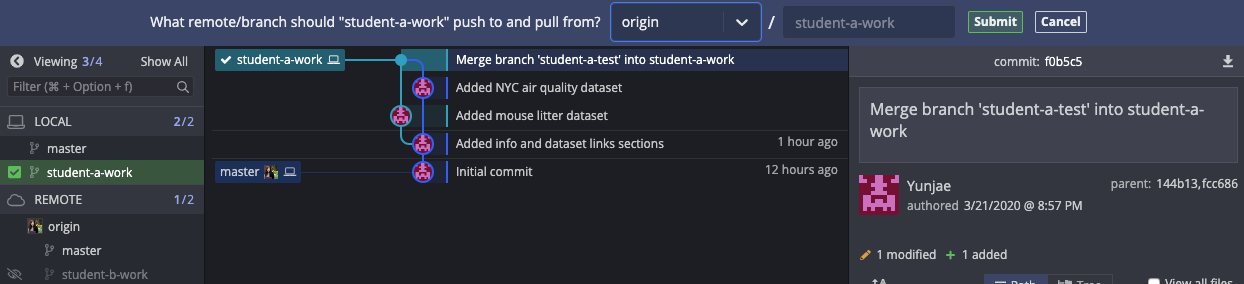 What remote/branch should "student-a-work" push to and pull from? origin / student-a-work Submit Cancel
Viewing 3/4 Show All
Filter (⌘ + Option + f)
LOCAL 2/2
master
student-a-work
REMOTE 1/2
origin
master
student-b-work
student-a-work Merge branch 'student-a-test' into student-a-work
Added NYC air quality dataset
Added mouse litter dataset
Added info and dataset links sections 1 hour ago
master Initial commit 12 hours ago
commit: f0b5c5
Merge branch 'student-a-test' into student-a-
work
Yunjae parent: 144b13,fcc686
authored 3/21/2020 @ 8:57 PM
1 modified + 1 added
Path Tree View all files